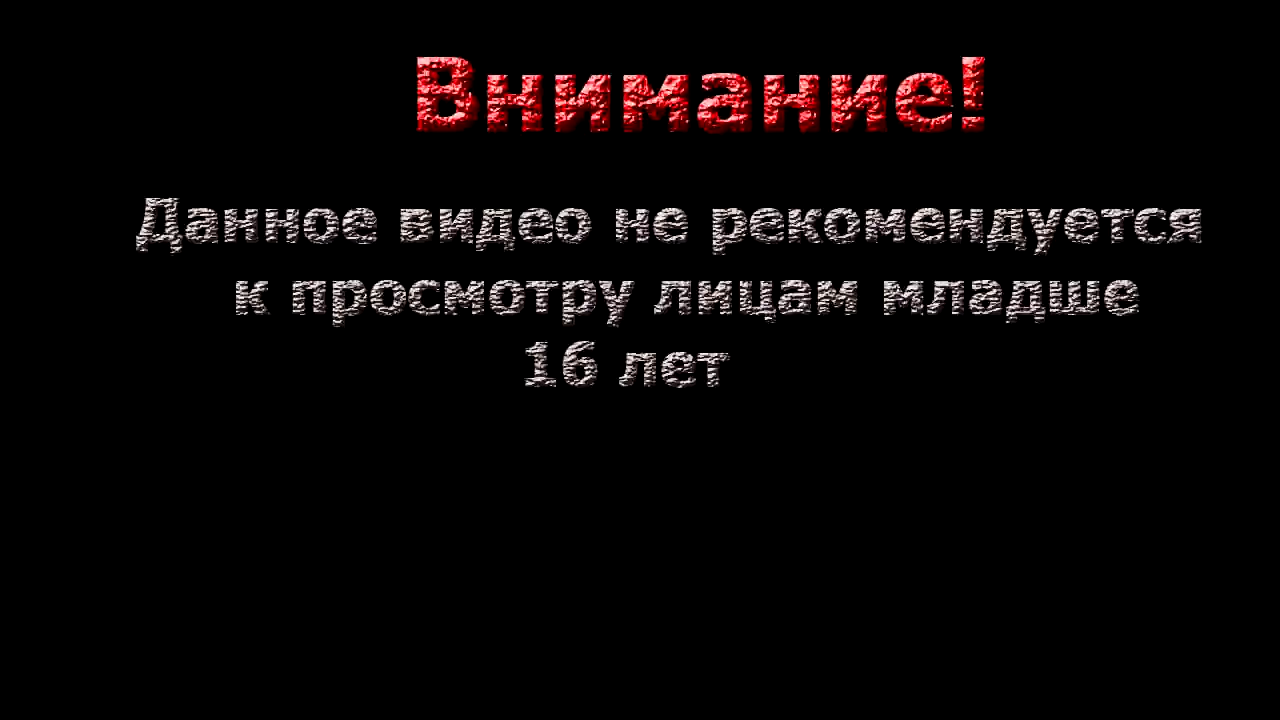 Внимание!
Данное видео не рекомендуется
к просмотру лицам младше
16 лет